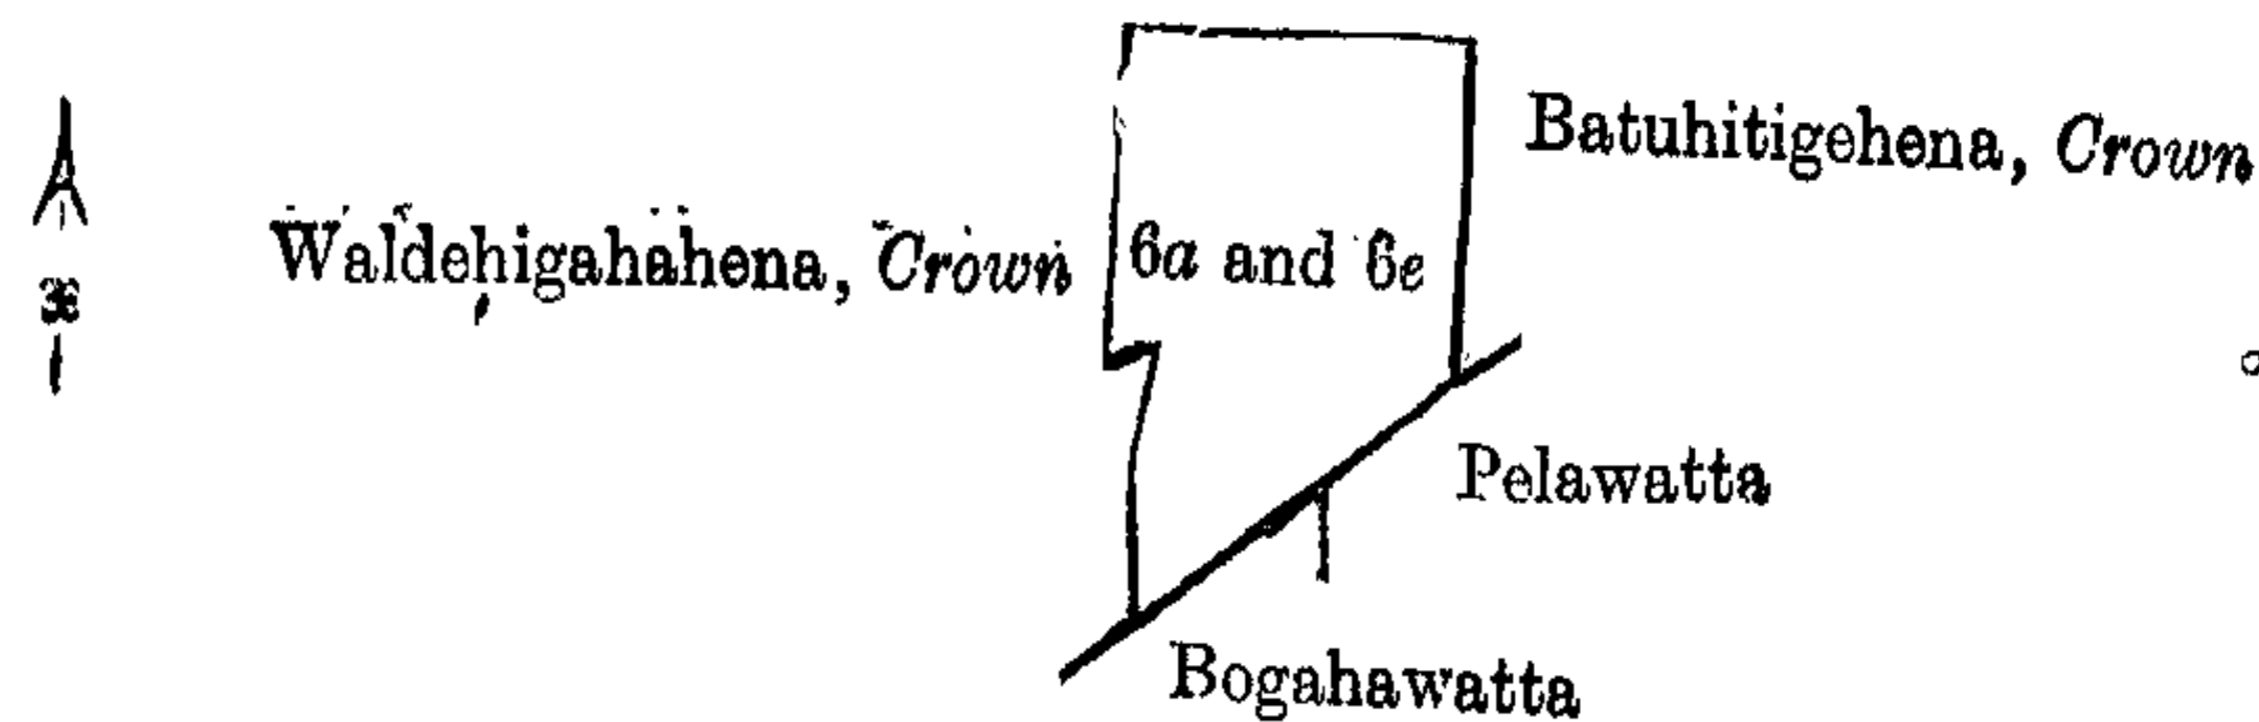 Batuhitigehena, Crown
Waldehigahahena, Crown
6a and 6e
Pelawatta
Bogahawatta